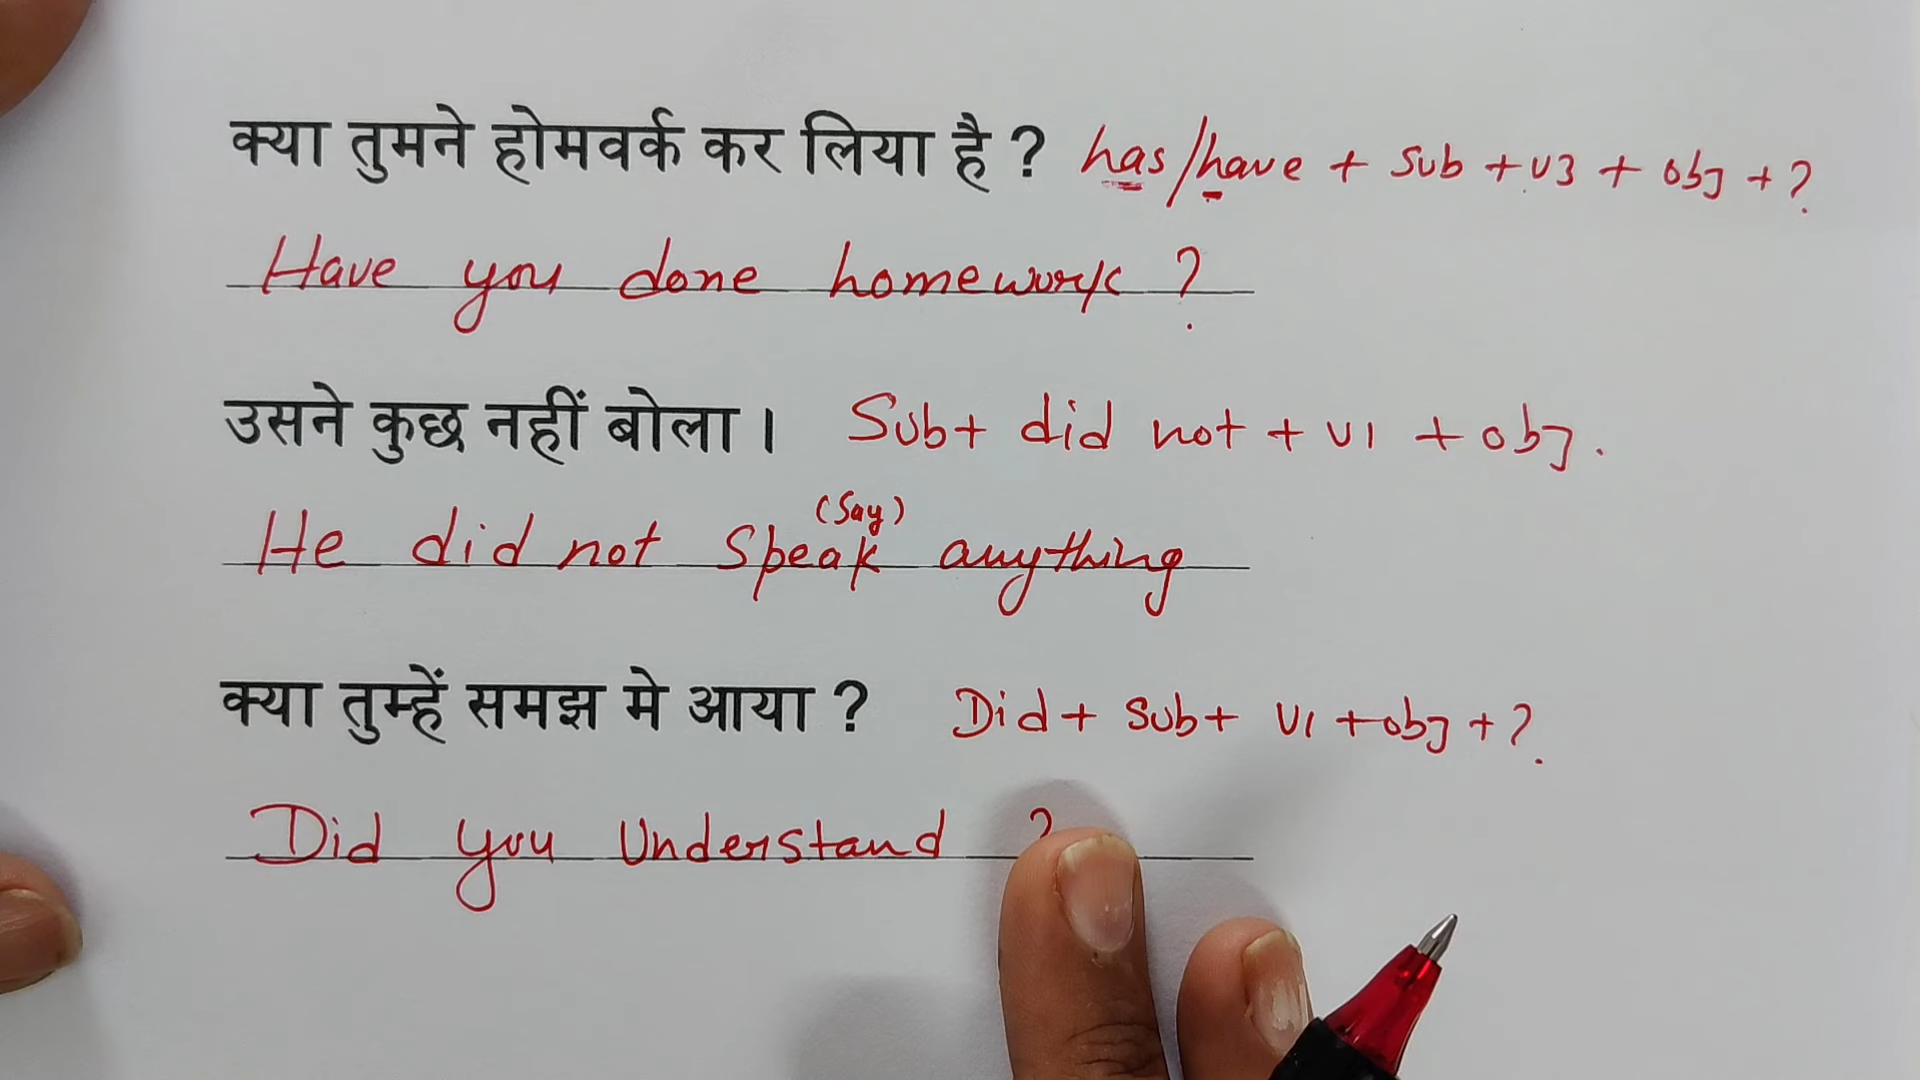 क्या तुमने होमवर्क कर लिया है ? has/have + Sub + v3 + obj + ?
Have you done homework ?
उसने कुछ नहीं बोला । Sub + did not + v1 + obj.
(Say)
He did not speak anything
क्या तुम्हें समझ मे आया ? Did + sub + v1 + obj + ?
Did you Understand ?